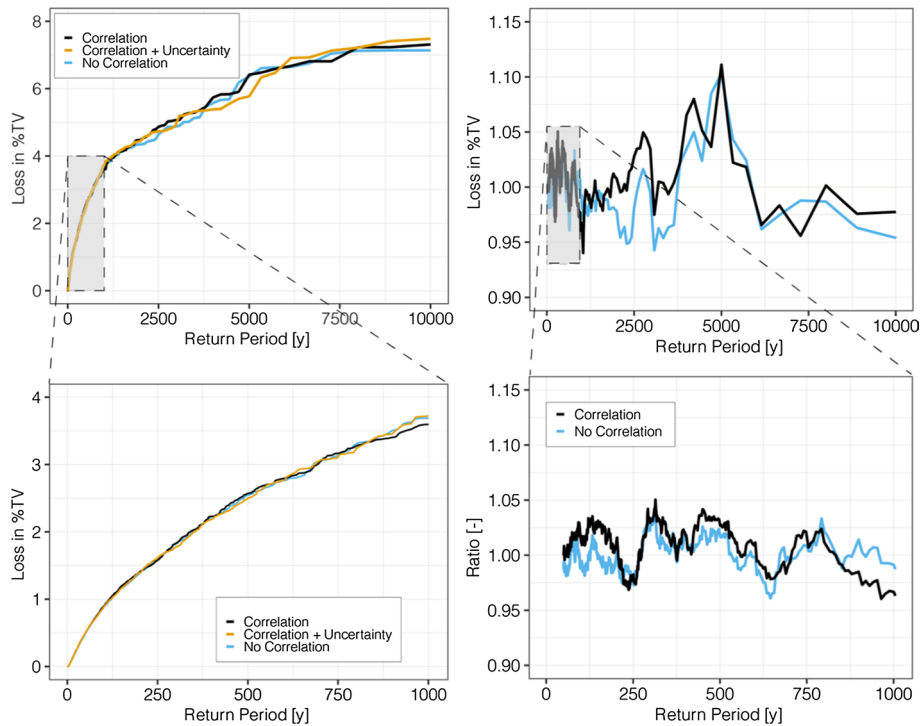 8
6
4
2
0
Loss in %TV
Correlation
Correlation + Uncertainty
No Correlation
0
2500
5000
7500
10000
Return Period [y]
1.15
1.10
1.05
1.00
0.95
0.90
Loss in %TV
0
2500
5000
7500
10000
Return Period [y]
4
3
2
1
0
Loss in %TV
Correlation
Correlation + Uncertainty
No Correlation
0
250
500
750
1000
Return Period [y]
1.15
1.10
1.05
1.00
0.95
0.90
Ratio [-]
Correlation
No Correlation
0
250
500
750
1000
Return Period [y]